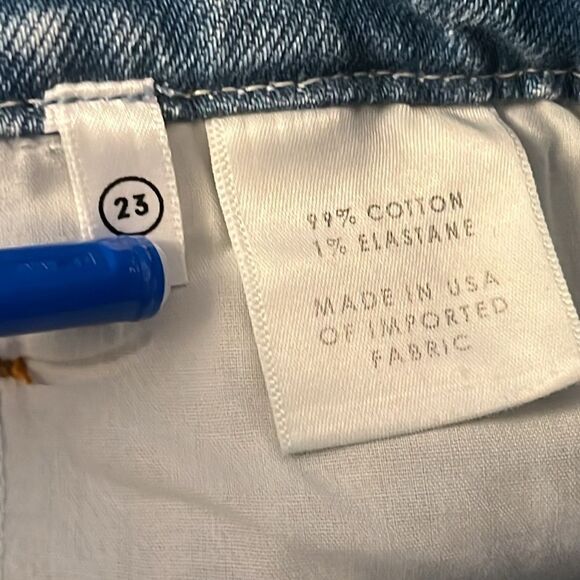 23
99% COTTON
1% ELASTANE
MADE IN USA
OF IMPORTED
FABRIC